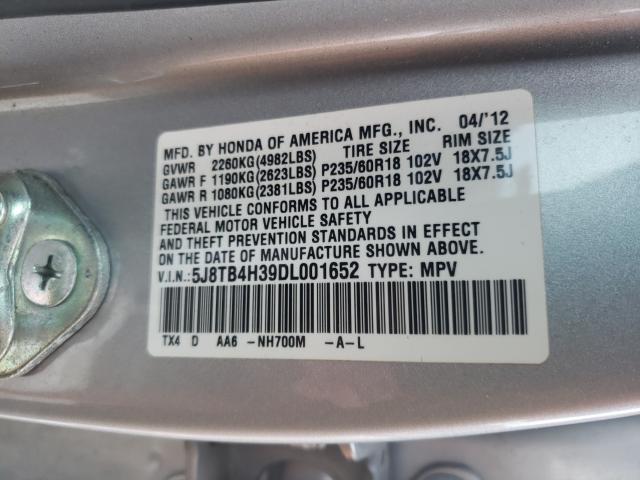 MFD. BY HONDA OF AMERICA MFG., INC. 04/'12
GVWR 2260KG(4982LBS) TIRE SIZE RIM SIZE
GAWR F 1190KG(2623LBS) P235/60R18 102V 18X7.5J
GAWR R 1080KG(2381LBS) P235/60R18 102V 18X7.5J
THIS VEHICLE CONFORMS TO ALL APPLICABLE
FEDERAL MOTOR VEHICLE SAFETY
AND THEFT PREVENTION STANDARDS IN EFFECT
ON THE DATE OF MANUFACTURE SHOWN ABOVE.
V.I.N.: 5J8TB4H39DL001652 TYPE: MPV
TX4 D AA6 -NH700M -A-L